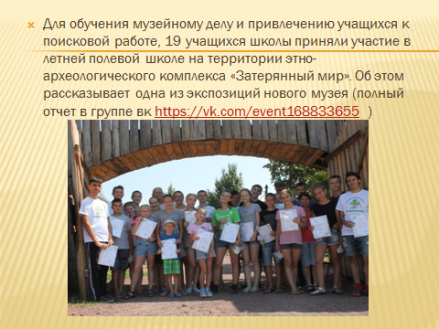 Для обучения музейному делу и привлечению учащихся к
поисковой работе, 19 учащихся школы приняли участие в
летней полевой школе на территории этно-
археологического комплекса «Затерянный мир». Об этом
рассказывает одна из экспозиций нового музея (полный
отчет в группе вк https://vk.com/event168833655 )